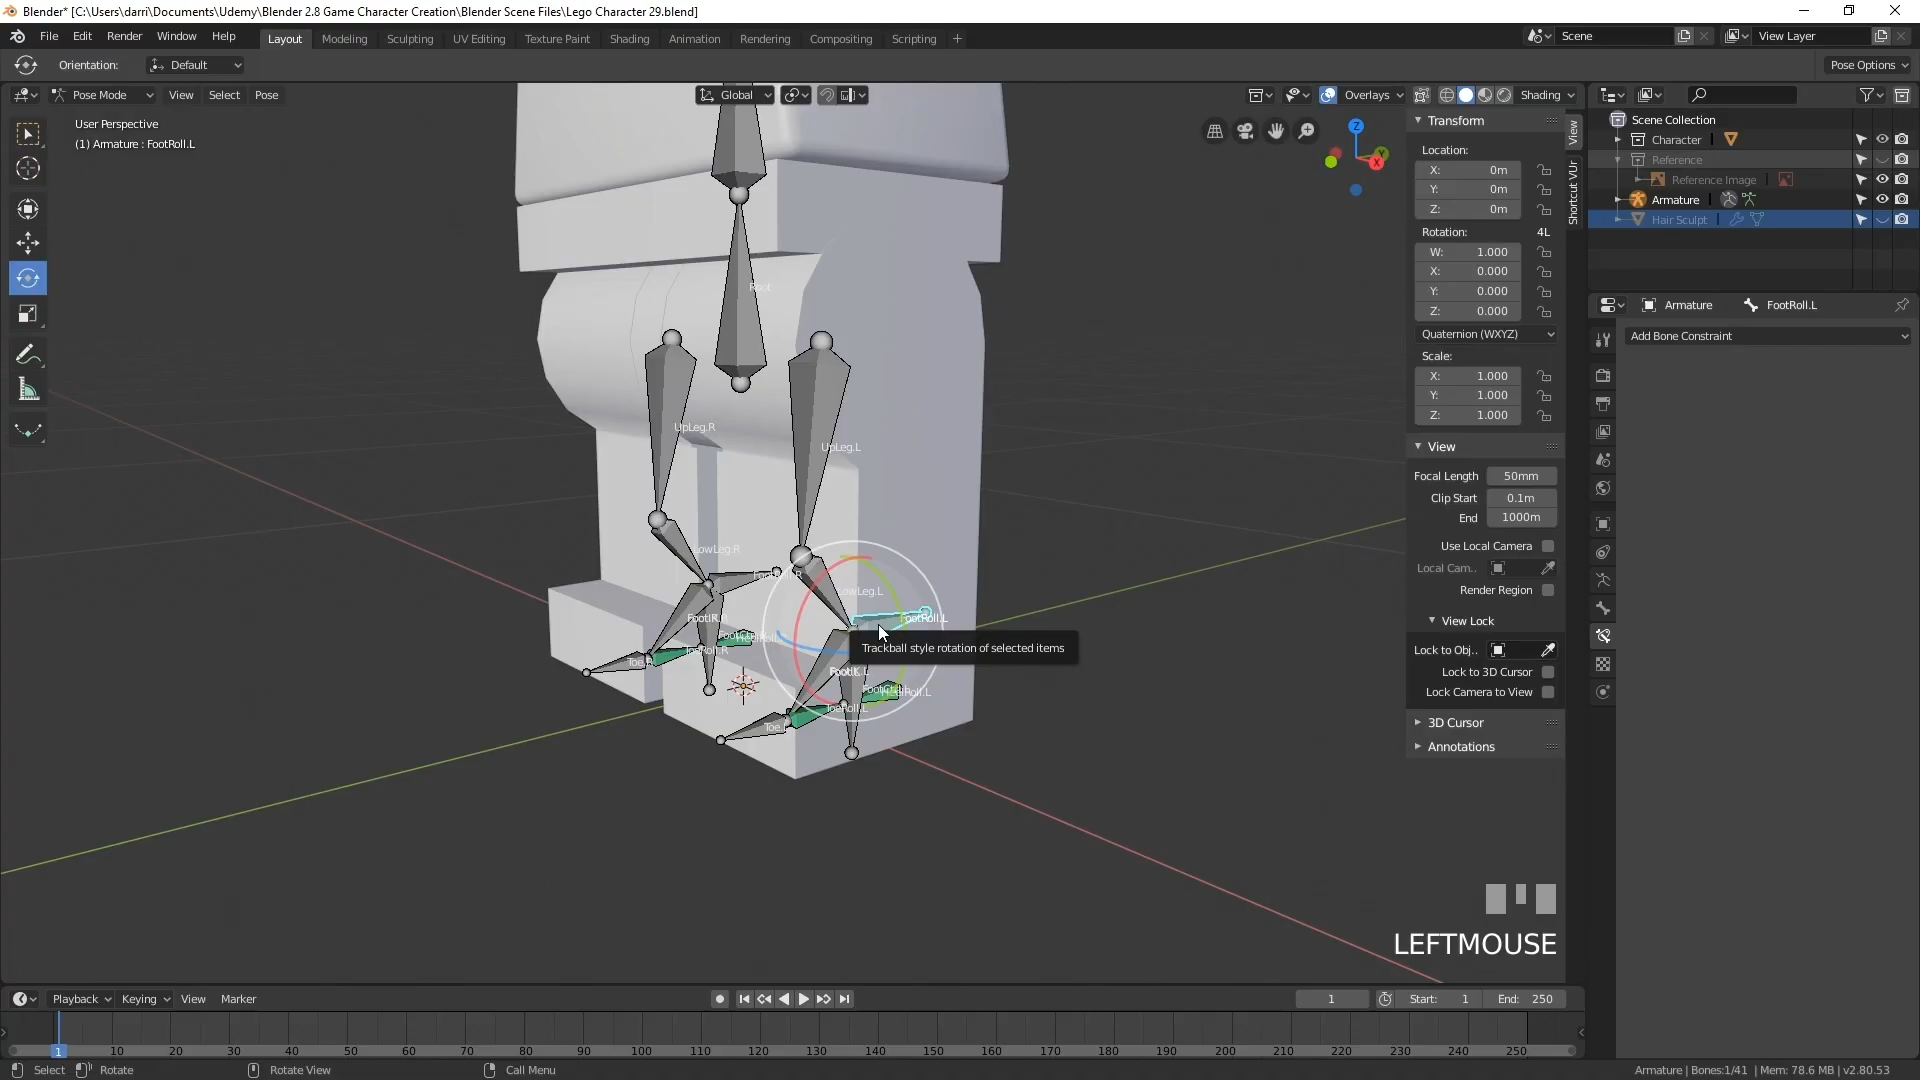 Blender* [C:\Users\darri\Documents\Udemy\Blender 2.8 Game Character Creation\Blender Scene Files\Lego Character 29.blend]
File Edit Render Window Help
Layout Modeling Sculpting UV Editing Texture Paint Shading Animation Rendering Compositing Scripting +
Scene
View Layer
Orientation: Default
Pose Options
Pose Mode View Select Pose
Global
Overlays
Shading
User Perspective
(1) Armature : FootRoll.L
Transform
Location:
X: 0m
Y: 0m
Z: 0m
Rotation: 4L
W: 1.000
X: 0.000
Y: 0.000
Z: 0.000
Quaternion (WXYZ)
Scale:
X: 1.000
Y: 1.000
Z: 1.000
View
Focal Length 50mm
Clip Start 0.1m
End 1000m
Use Local Camera
Local Cam..
Render Region
View Lock
Lock to Obj..
Lock to 3D Cursor
Lock Camera to View
3D Cursor
Annotations
View
Shortcut VUr
Z
Y
X
Scene Collection
Character
Reference
Reference Image
Armature
Hair Sculpt
Armature FootRoll.L
Add Bone Constraint
Root
UpLeg.R
UpLeg.L
LowLeg.R
LowLeg.L
FootRoll.L
ToeRoll.L
HeelRoll.L
Trackball style rotation of selected items
LEFTMOUSE
Playback Keying View Marker
1
Start: 1
End: 250
1 10 20 30 40 50 60 70 80 90 100 110 120 130 140 150 160 170 180 190 200 210 220 230 240 250
Select Rotate Rotate View Call Menu
Armature | Bones:1/41 | Mem: 78.6 MB | v2.80.53